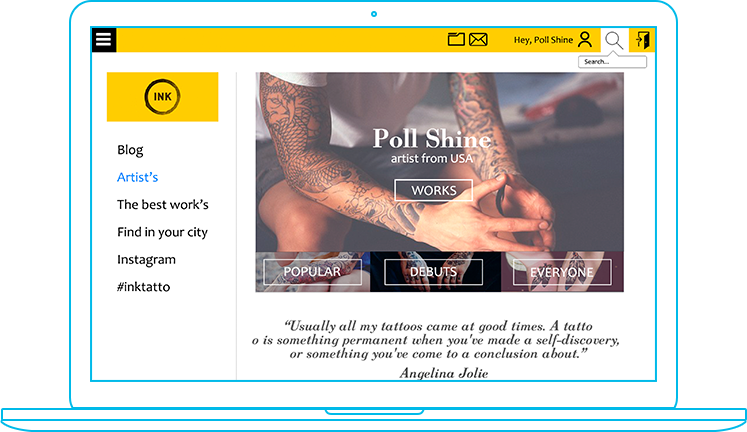 Hey, Poll Shine
Search...
INK
Blog
Artist's
The best work's
Find in your city
Instagram
#inktatto
Poll Shine
artist from USA
WORKS
POPULAR
DEBUTS
EVERYONE
“Usually all my tattoos came at good times. A tatto
o is something permanent when you've made a self-discovery,
or something you've come to a conclusion about.”
Angelina Jolie